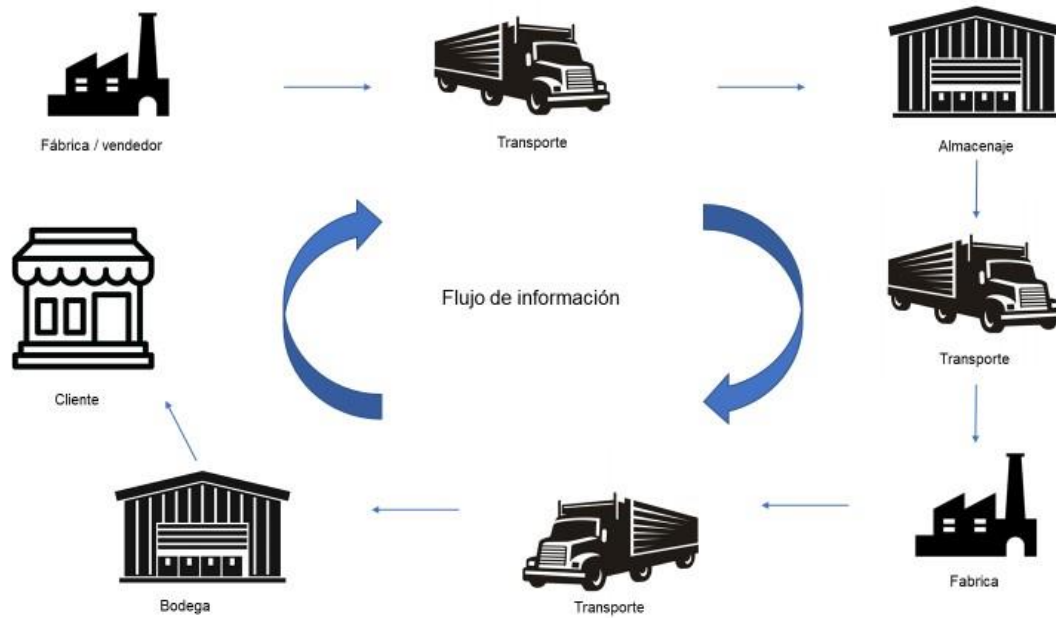 Fábrica / vendedor
Transporte
Almacenaje
Flujo de información
Transporte
Cliente
Fabrica
Transporte
Bodega